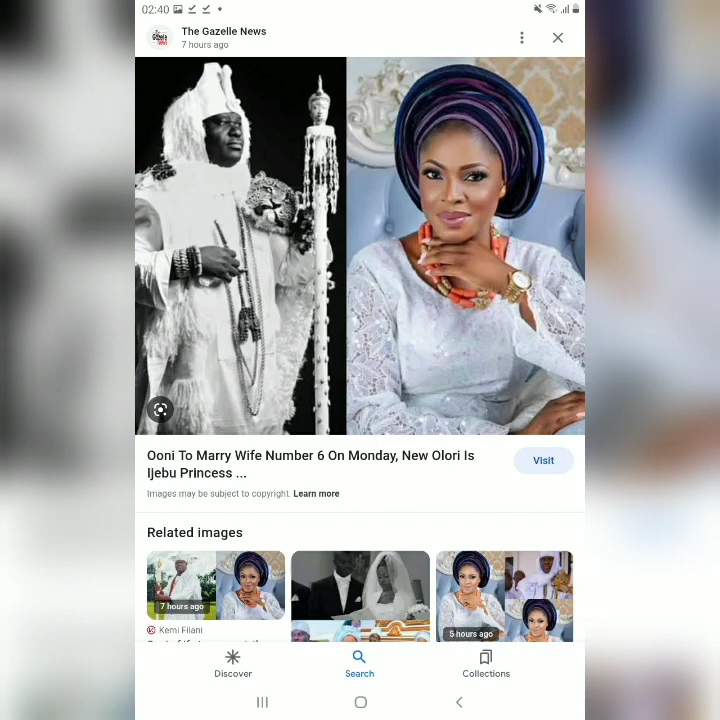 02:40
The Gazelle News
7 hours ago
Ooni To Marry Wife Number 6 On Monday, New Olori Is
Ijebu Princess ...
Visit
Images may be subject to copyright. Learn more
Related images
7 hours ago
5 hours ago
Kemi Filani
Discover
Search
Collections